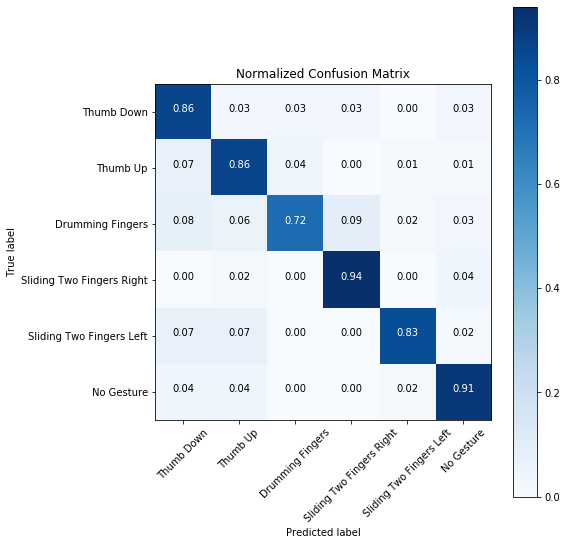 Normalized Confusion Matrix
Thumb Down 0.86 0.03 0.03 0.03 0.00 0.03
Thumb Up 0.07 0.86 0.04 0.00 0.01 0.01
Drumming Fingers 0.08 0.06 0.72 0.09 0.02 0.03
Sliding Two Fingers Right 0.00 0.02 0.00 0.94 0.00 0.04
Sliding Two Fingers Left 0.07 0.07 0.00 0.00 0.83 0.02
No Gesture 0.04 0.04 0.00 0.00 0.02 0.91
True label
Thumb Down
Thumb Up
Drumming Fingers
Sliding Two Fingers Right
Sliding Two Fingers Left
No Gesture
Predicted label
0.8
0.6
0.4
0.2
0.0